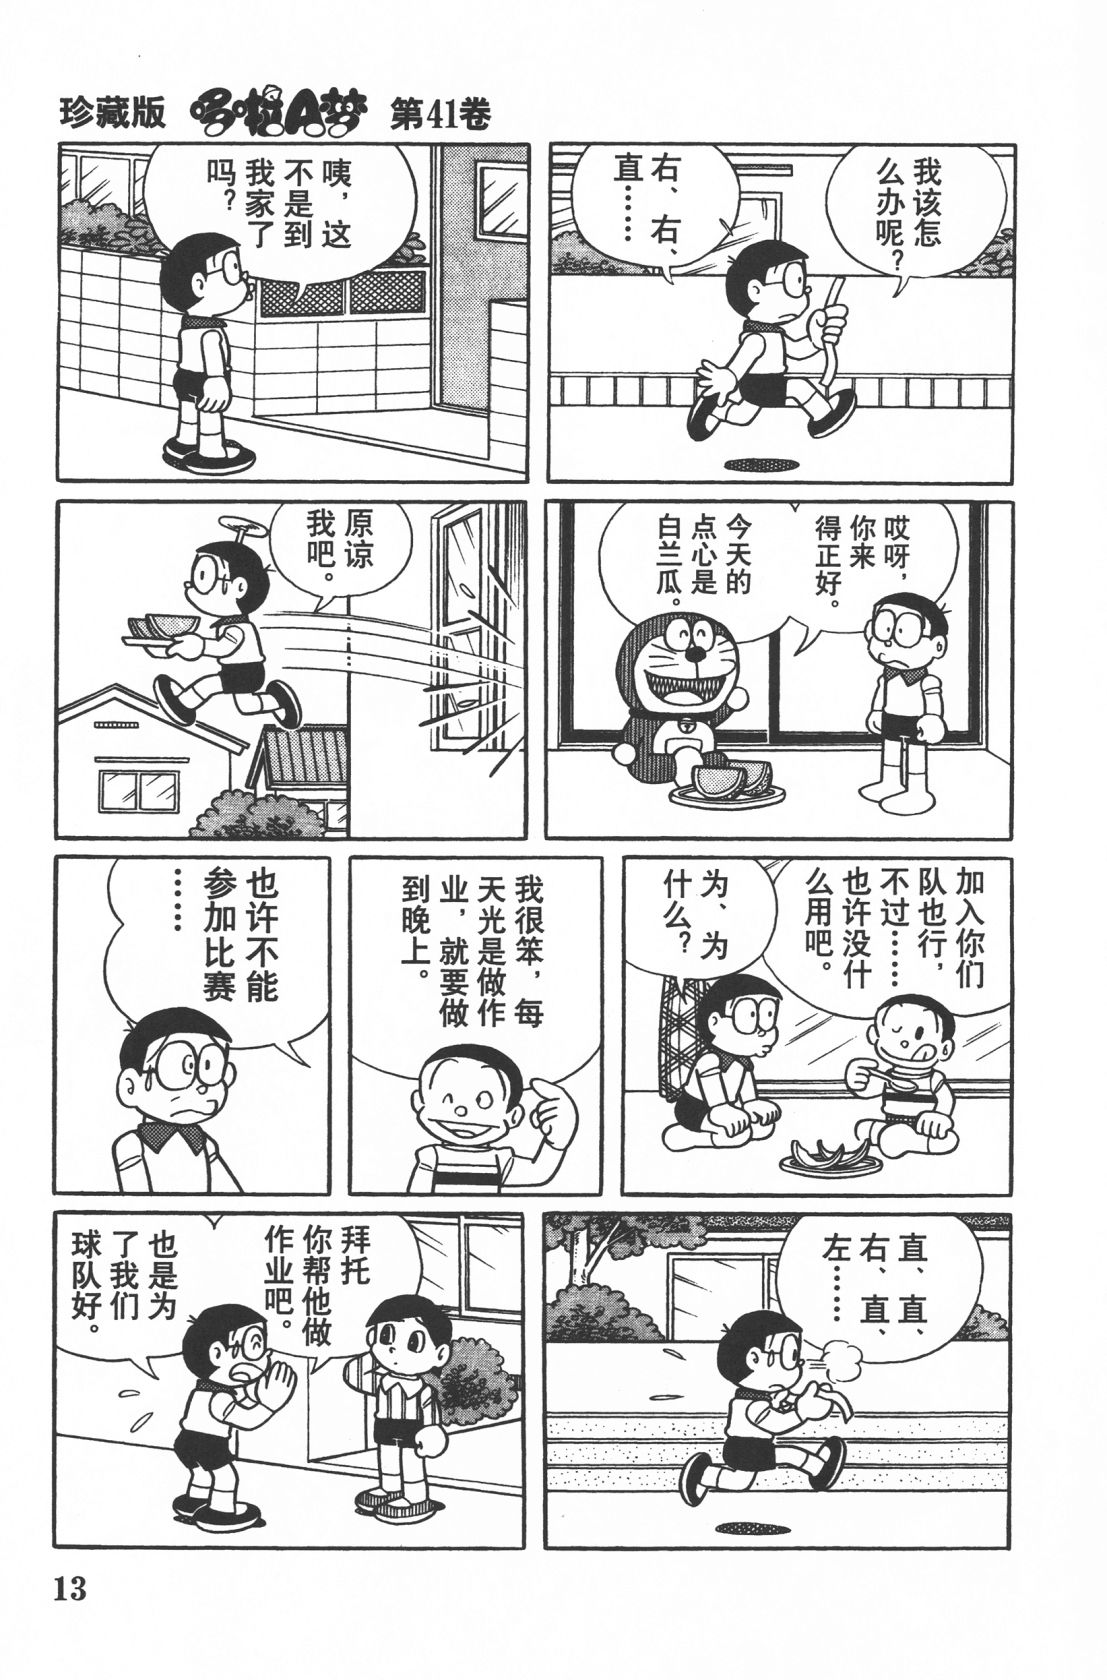 珍藏版 哆啦A梦 第41卷
我该怎
么办呢?
右、右、
直……
咦,这
不是到
我家了
吗?
哎呀,
你来
得正好。
今天的
点心是
白兰瓜。
原谅
我吧。
……
加入你们
队也行,
不过……
也许没什
么用吧。
为、为
什么?
我很笨,每
天光是做作
业,就要做
到晚上。
也许不能
参加比赛
……
直、直、
右、直、
左……
拜托
你帮他做
作业吧。
也是为
了我们
球队好。
13